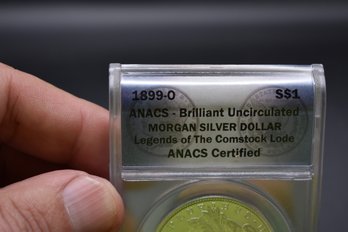 1899-O S$1
ANACS - Brilliant Uncirculated
MORGAN SILVER DOLLAR
Legends of The Comstock Lode
ANACS Certified